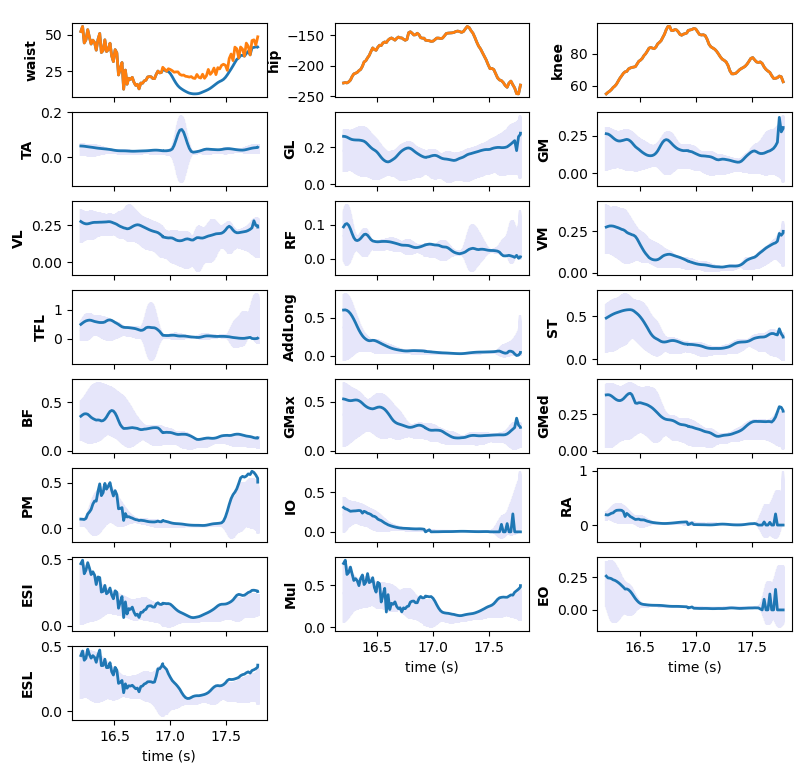 waist
50
25
hip
−150
−200
−250
knee
80
60
TA
0.2
0.0
GL
0.2
0.0
GM
0.25
0.00
VL
0.25
0.00
RF
0.1
0.0
VM
0.25
0.00
TFL
1
0
AddLong
0.5
0.0
ST
0.5
0.0
BF
0.5
0.0
GMax
0.5
0.0
GMed
0.25
0.00
PM
0.5
0.0
IO
0.5
0.0
RA
1
0
ESI
0.5
0.0
Mul
0.5
0.0
16.5 17.0 17.5
time (s)
EO
0.25
0.00
16.5 17.0 17.5
time (s)
ESL
0.5
0.0
16.5 17.0 17.5
time (s)